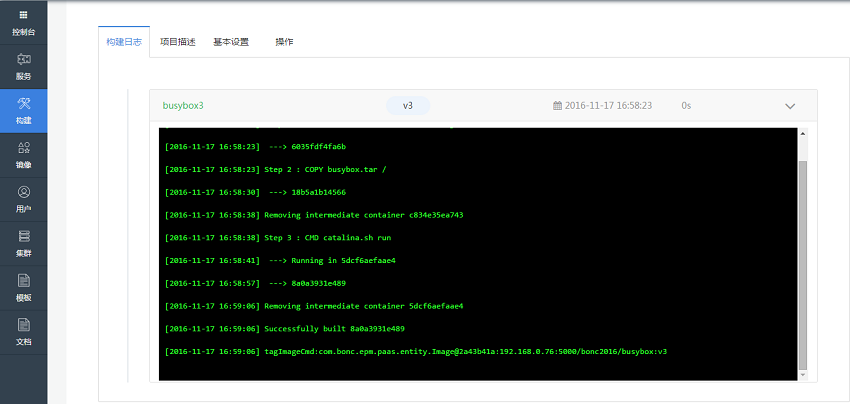 控制台
服务
构建
镜像
用户
集群
模板
文档
构建日志 项目描述 基本设置 操作
busybox3 v3 2016-11-17 16:58:23 0s
[2016-11-17 16:58:23] ---> 6035fdf4fa6b
[2016-11-17 16:58:23] Step 2 : COPY busybox.tar /
[2016-11-17 16:58:30] ---> 18b5a1b14566
[2016-11-17 16:58:38] Removing intermediate container c834e35ea743
[2016-11-17 16:58:38] Step 3 : CMD catalina.sh run
[2016-11-17 16:58:41] ---> Running in 5dcf6aefaae4
[2016-11-17 16:58:57] ---> 8a0a3931e489
[2016-11-17 16:59:06] Removing intermediate container 5dcf6aefaae4
[2016-11-17 16:59:06] Successfully built 8a0a3931e489
[2016-11-17 16:59:06] tagImageCmd:com.bonc.epm.paas.entity.Image@2a43b41a:192.168.0.76:5000/bonc2016/busybox:v3